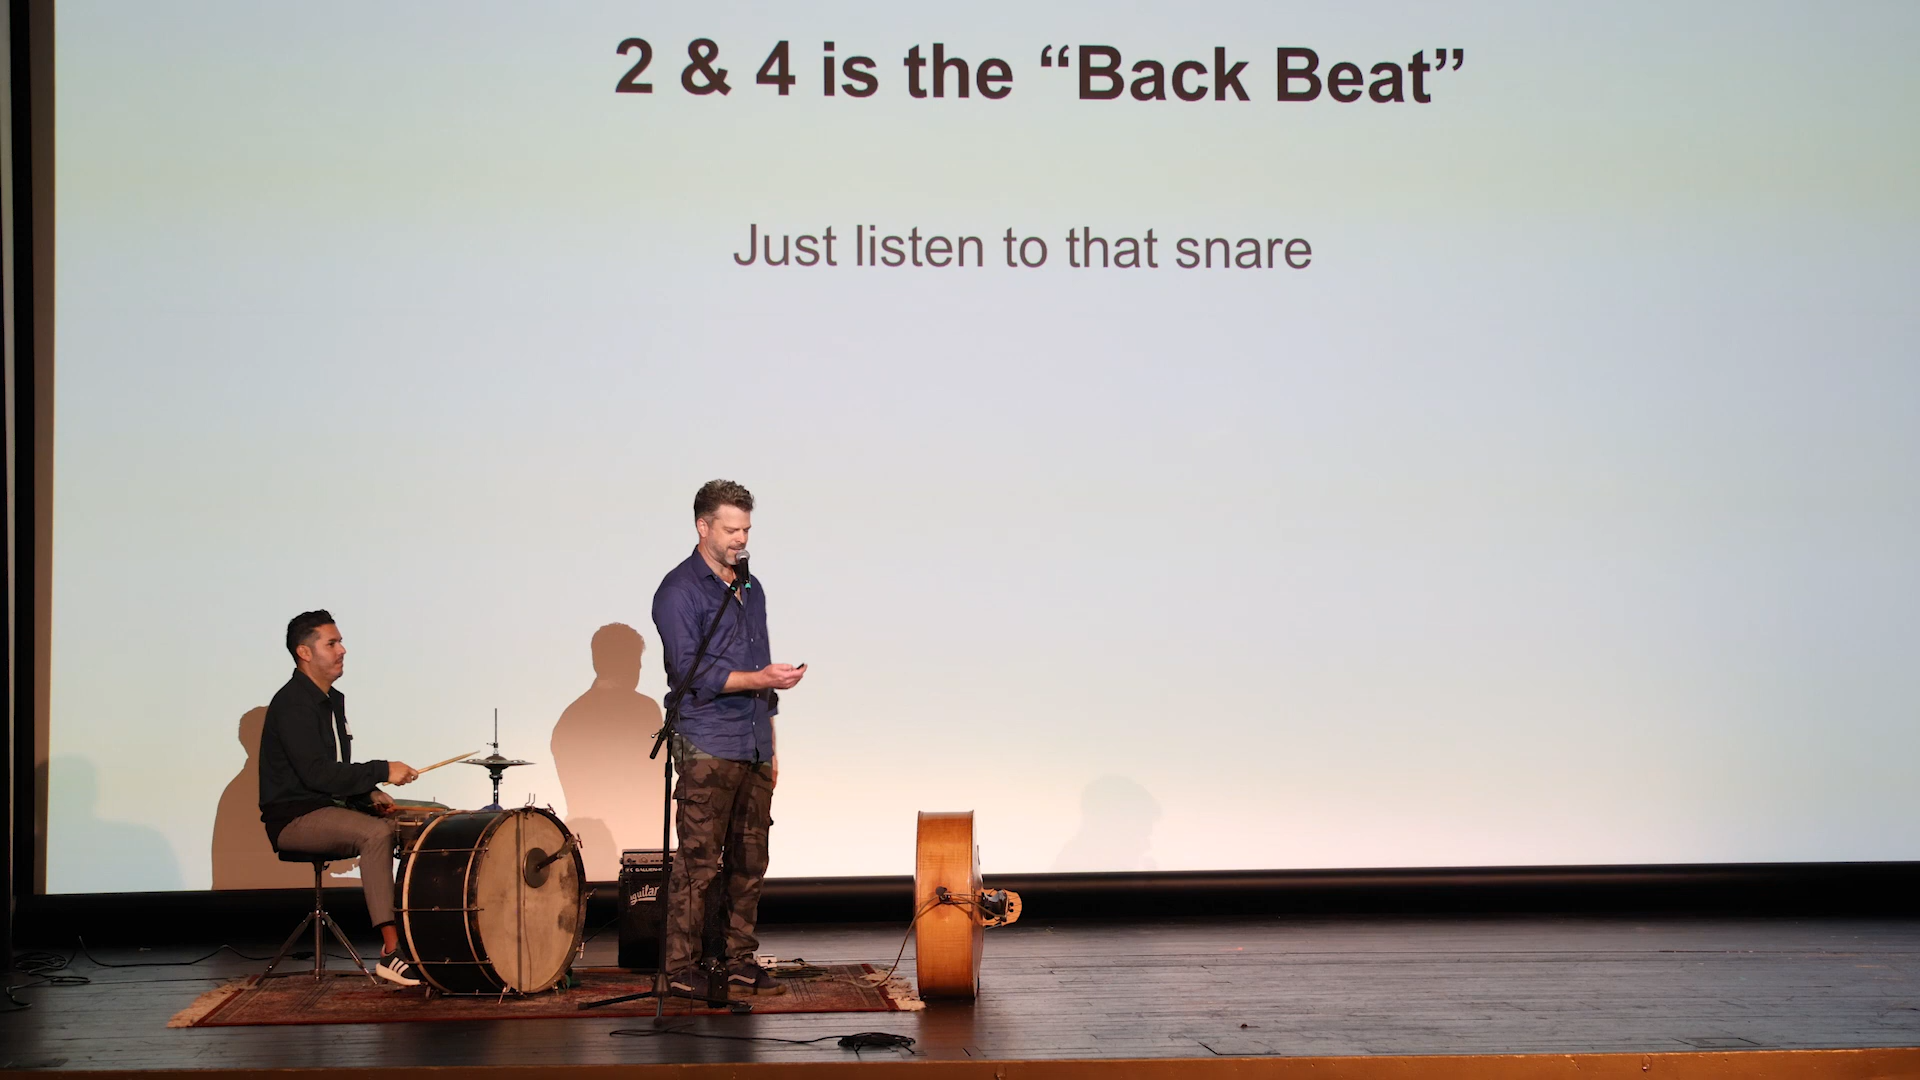 2 & 4 is the “Back Beat”
Just listen to that snare